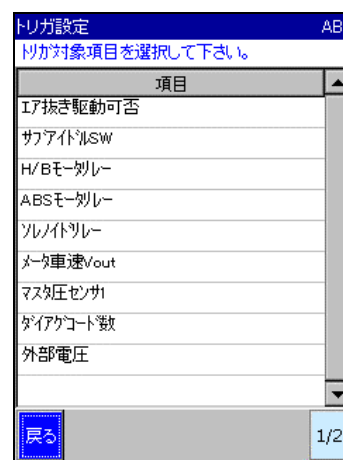 トリガ設定 AB
ﾄﾘｶﾞ対象項目を選択して下さい。
項目
ｴｱ抜き駆動可否
ｻﾌﾞｱｲﾄﾞﾙSW
H/Bﾓｰﾀﾘﾚｰ
ABSﾓｰﾀﾘﾚｰ
ｿﾚﾉｲﾄﾞﾘﾚｰ
ﾒｰﾀ車速Vout
ﾏｽﾀ圧ｾﾝｻ1
ﾀﾞｲｱｸﾞｺｰﾄﾞ数
外部電圧
戻る 1/2